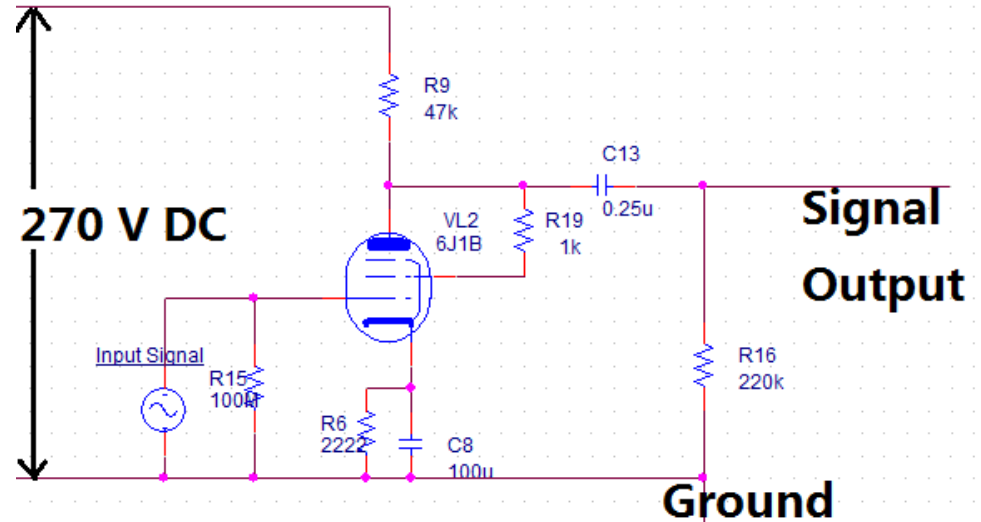 R9
47k
C13
0.25u
270 V DC
VL2
6J1B
R19
1k
Signal
Output
Input Signal
R15
100M
R16
220k
R6
2222
C8
100u
Ground